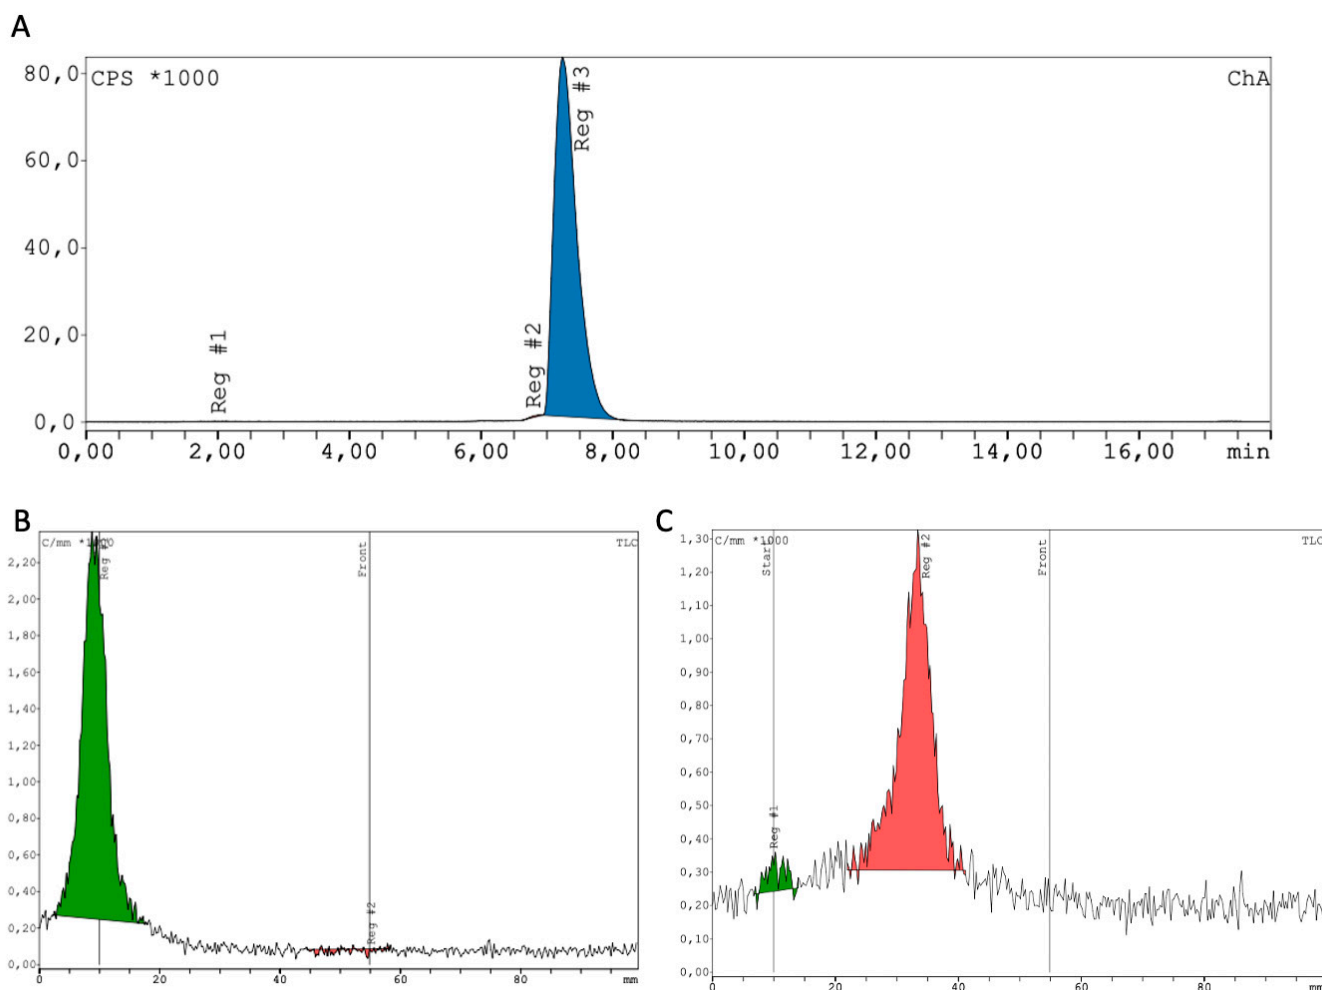 A
CPS *1000
ChA
Reg #1
Reg #2
Reg #3
80,0
60,0
40,0
20,0
0,0
0,00 2,00 4,00 6,00 8,00 10,00 12,00 14,00 16,00 min
B
C/mm *1000
TLC
Front
Reg #2
2,20
2,00
1,80
1,60
1,40
1,20
1,00
0,80
0,60
0,40
0,20
0,00
0 20 40 60 80 mm
C
C/mm *1000
TLC
Start
Reg #1
Reg #2
Front
1,30
1,20
1,10
1,00
0,90
0,80
0,70
0,60
0,50
0,40
0,30
0,20
0,10
0,00
0 20 40 60 80 mm